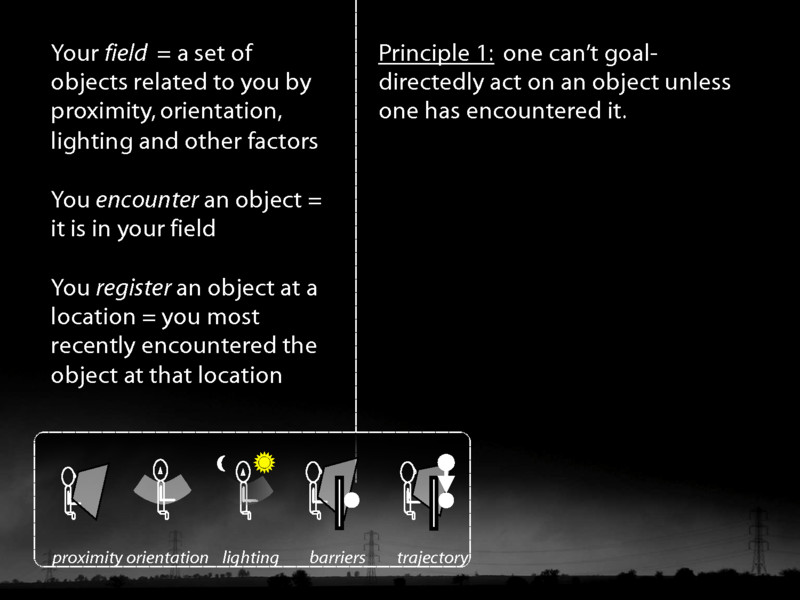 Your field = a set of
objects related to you by
proximity, orientation,
lighting and other factors
You encounter an object =
it is in your field
You register an object at a
location = you most
recently encountered the
object at that location
Principle 1: one can’t goal-
directedly act on an object unless
one has encountered it.
proximity orientation lighting barriers trajectory